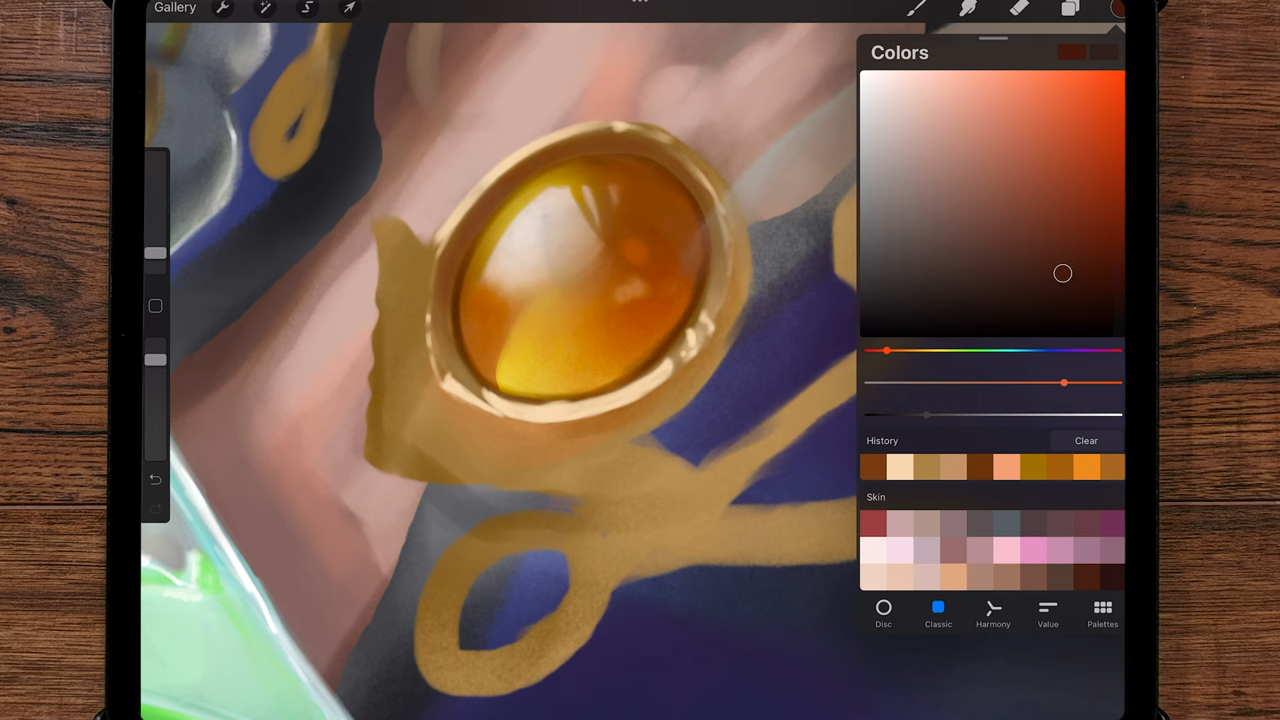 Gallery
Colors
History
Clear
Skin
Disc
Classic
Harmony
Value
Palettes